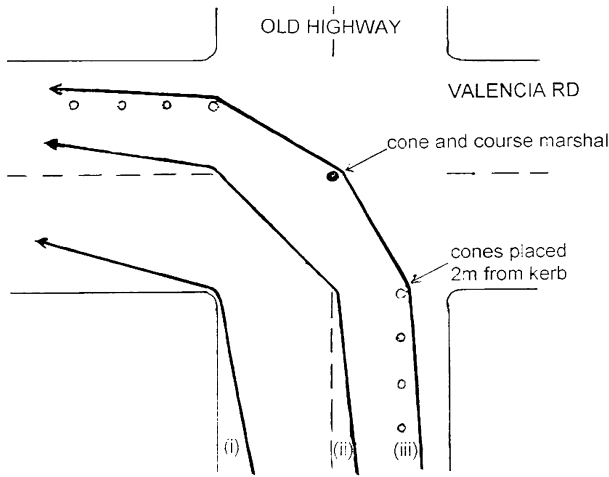 OLD HIGHWAY
VALENCIA RD
cone and course marshal
cones placed
2m from kerb
(i)
(ii)
(iii)